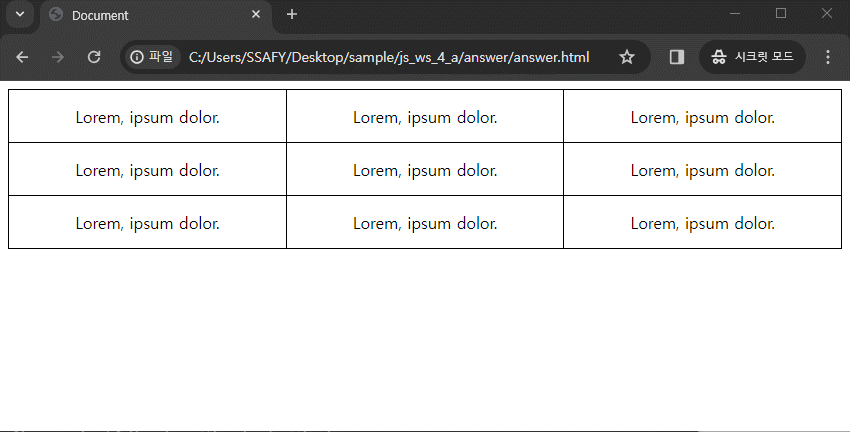 Document
파일 C:/Users/SSAFY/Desktop/sample/js_ws_4_a/answer/answer.html 시크릿 모드
Lorem, ipsum dolor. Lorem, ipsum dolor. Lorem, ipsum dolor.
Lorem, ipsum dolor. Lorem, ipsum dolor. Lorem, ipsum dolor.
Lorem, ipsum dolor. Lorem, ipsum dolor. Lorem, ipsum dolor.